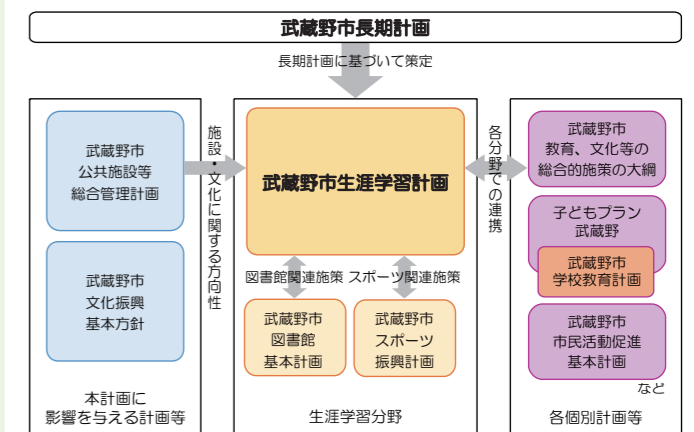 武蔵野市長期計画
長期計画に基づいて策定
武蔵野市
公共施設等
総合管理計画
武蔵野市
文化振興
基本方針
本計画に
影響を与える計画等
施設・文化に関する方向性
武蔵野市生涯学習計画
図書館関連施策
スポーツ関連施策
武蔵野市
図書館
基本計画
武蔵野市
スポーツ
振興計画
生涯学習分野
各分野での連携
武蔵野市
教育、文化等の
総合的施策の大綱
子どもプラン
武蔵野
武蔵野市
学校教育計画
武蔵野市
市民活動促進
基本計画
など
各個別計画等